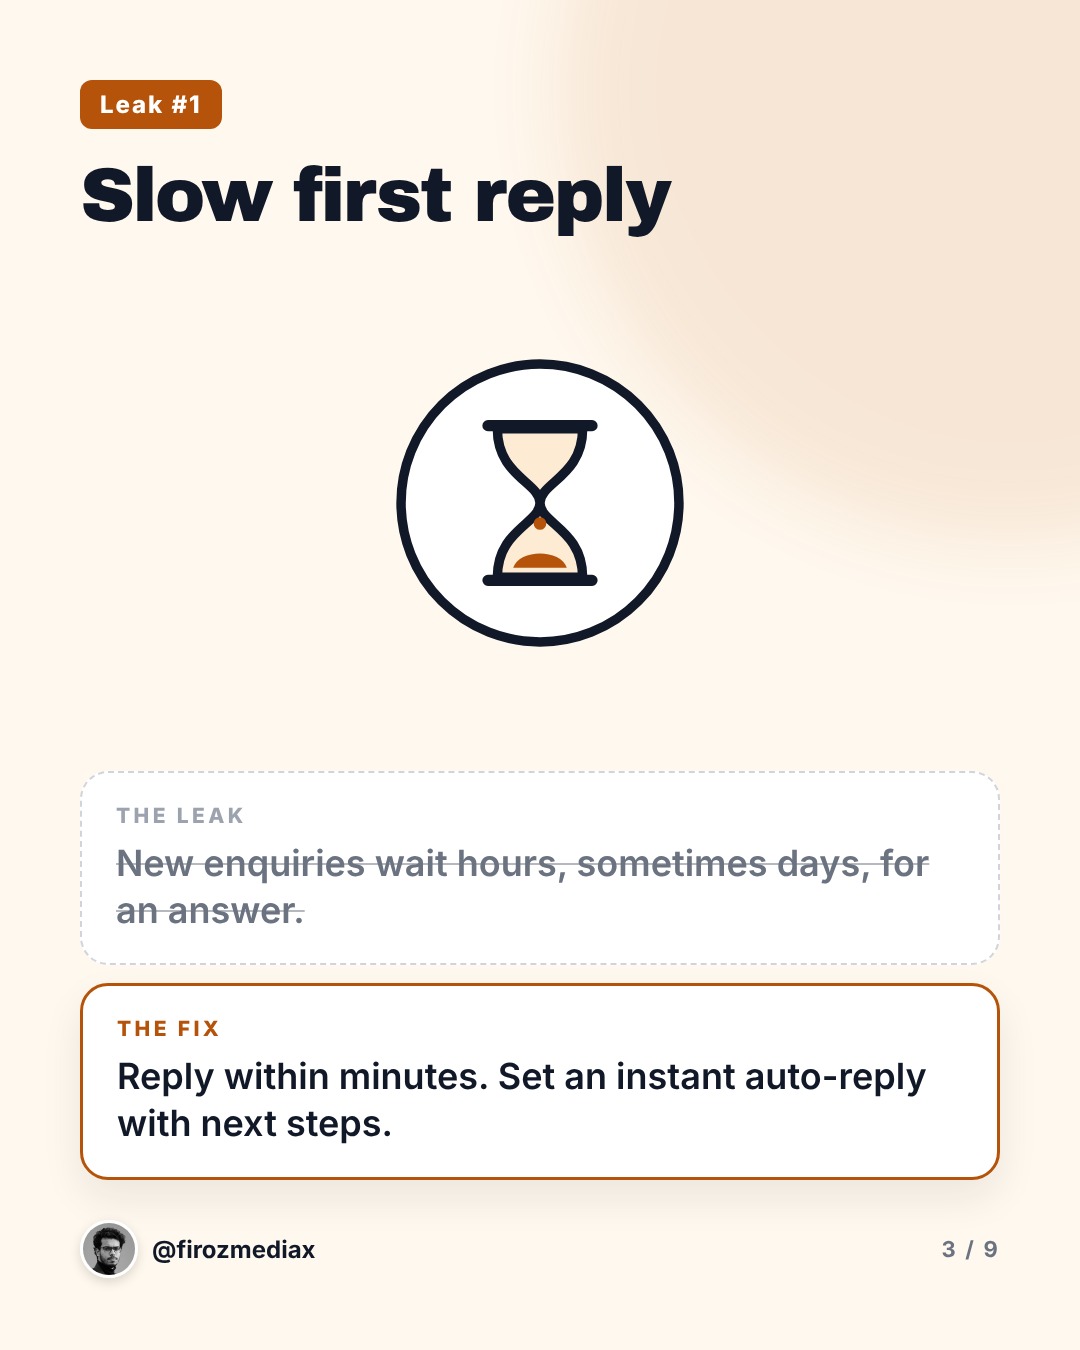 Leak #1
Slow first reply
THE LEAK
New enquiries wait hours, sometimes days, for
an answer.
THE FIX
Reply within minutes. Set an instant auto-reply
with next steps.
@firozmediax
3 / 9